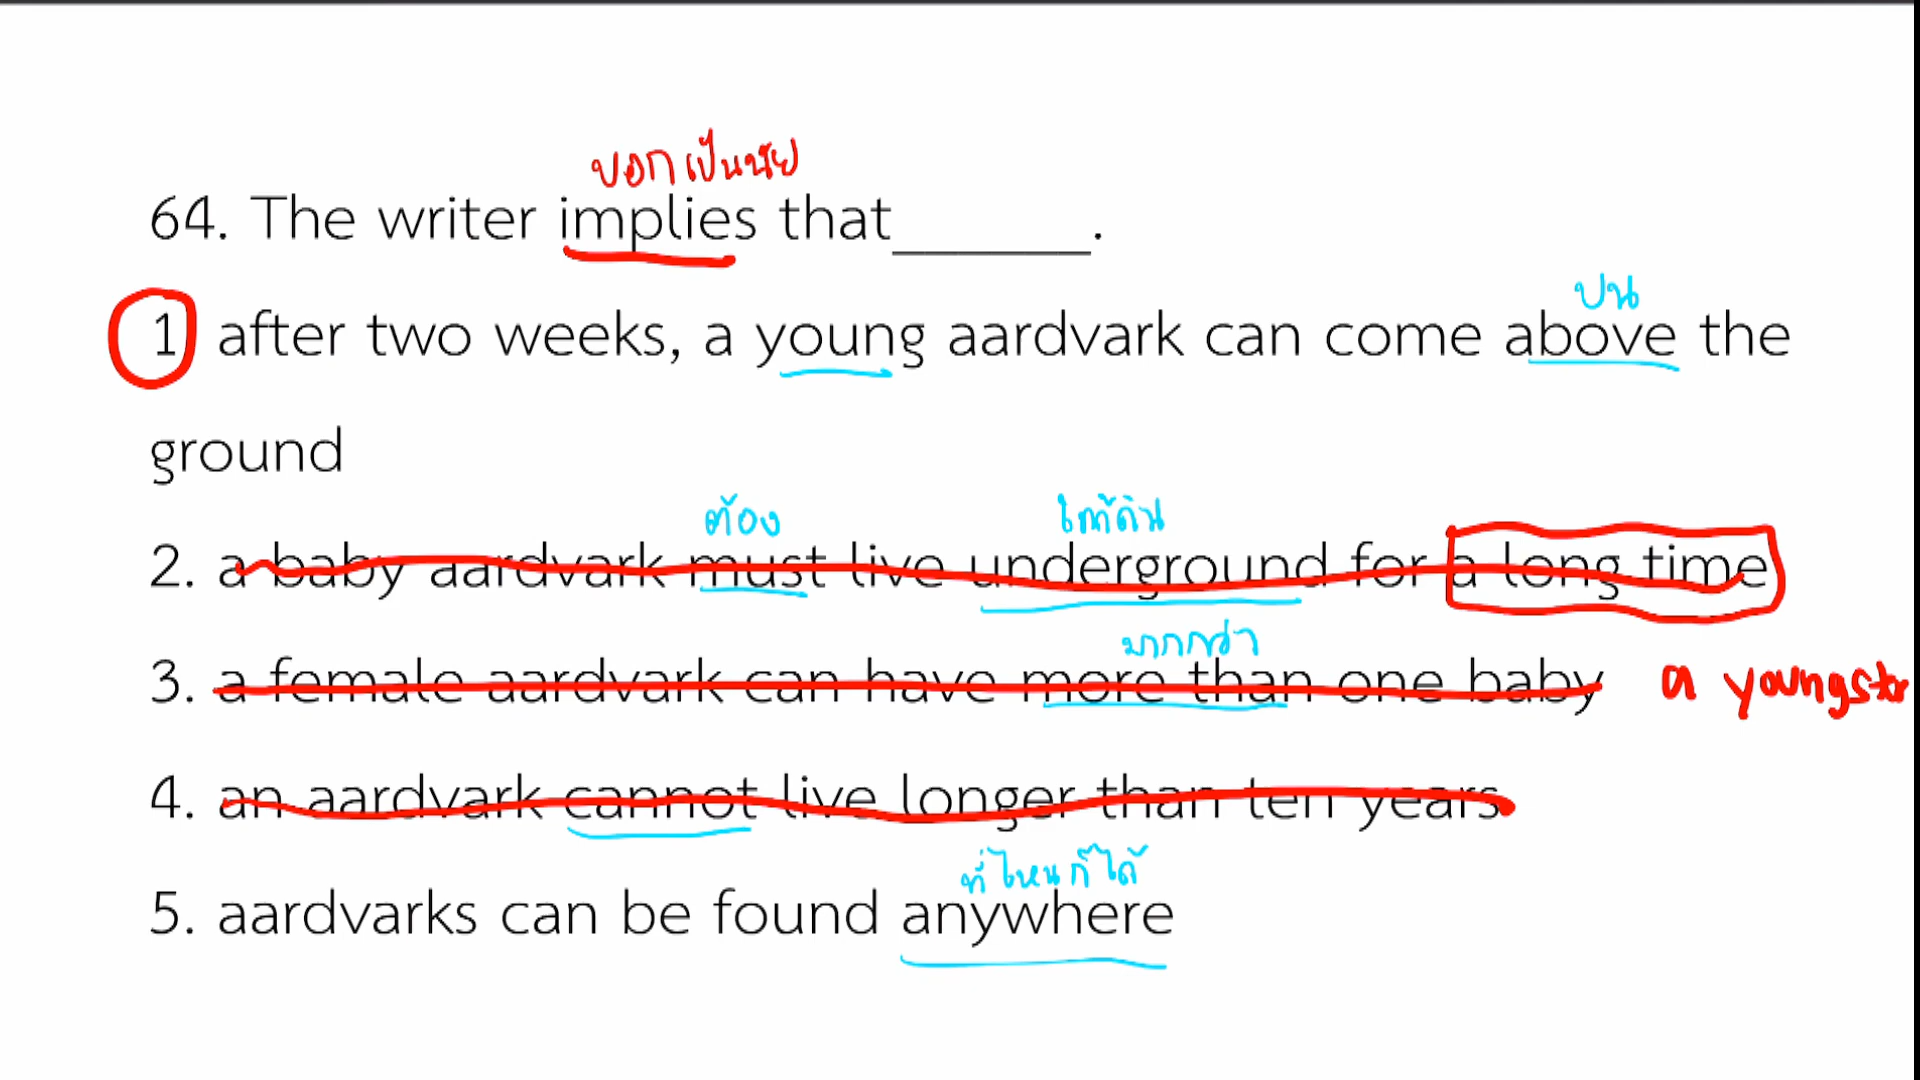 บอกเป็นนัย
64. The writer implies that______.
บน
1 after two weeks, a young aardvark can come above the
ground
ต้อง ใต้ดิน
2. a baby aardvark must live underground for a long time
มากกว่า
3. a female aardvark can have more than one baby a youngster
4. an aardvark cannot live longer than ten years
ที่ไหนก็ได้
5. aardvarks can be found anywhere